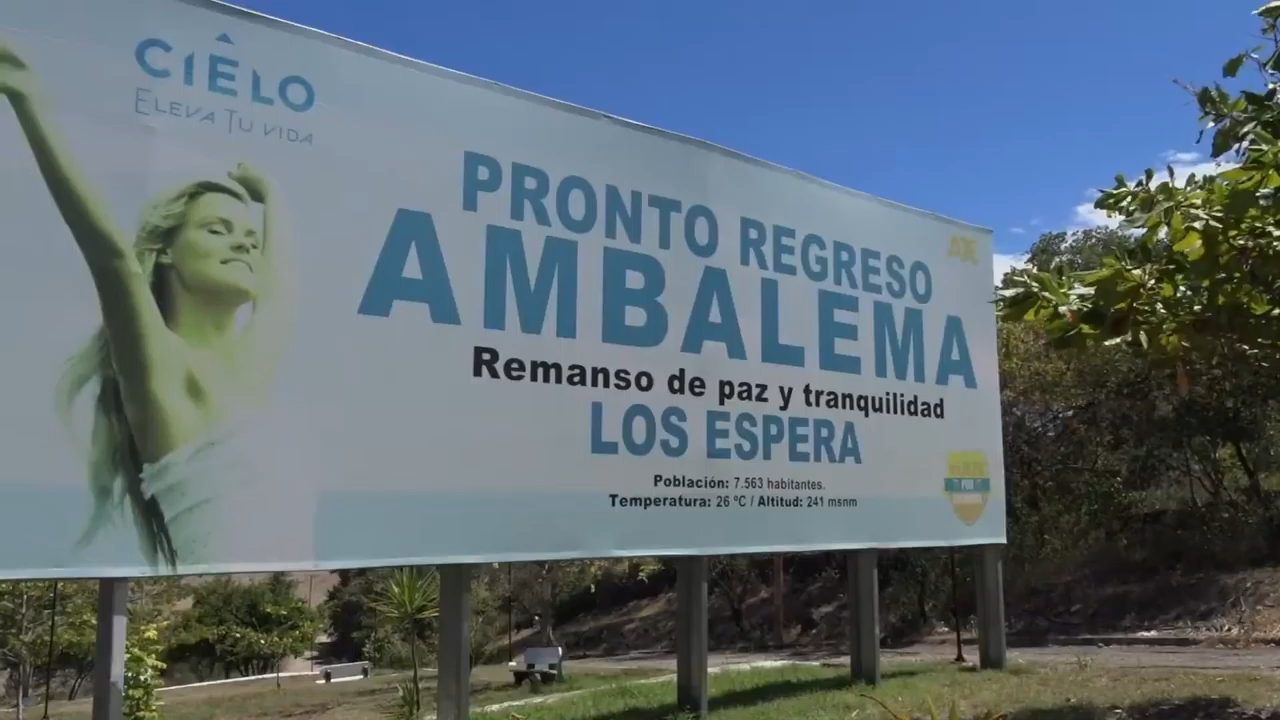 CIELO
ELEVA TU VIDA
PRONTO REGRESO
AMBALEMA
Remanso de paz y tranquilidad
LOS ESPERA
Población: 7.563 habitantes.
Temperatura: 26 ºC / Altitud: 241 msnm